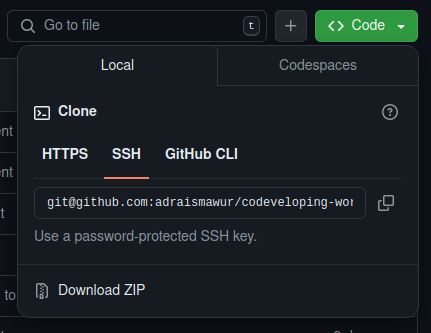 Go to file
t
Code
Local
Codespaces
ent
Clone
HTTPS
SSH
GitHub CLI
ent
git@github.com:adraismawur/codeveloping-wor
t
Use a password-protected SSH key.
Download ZIP
to